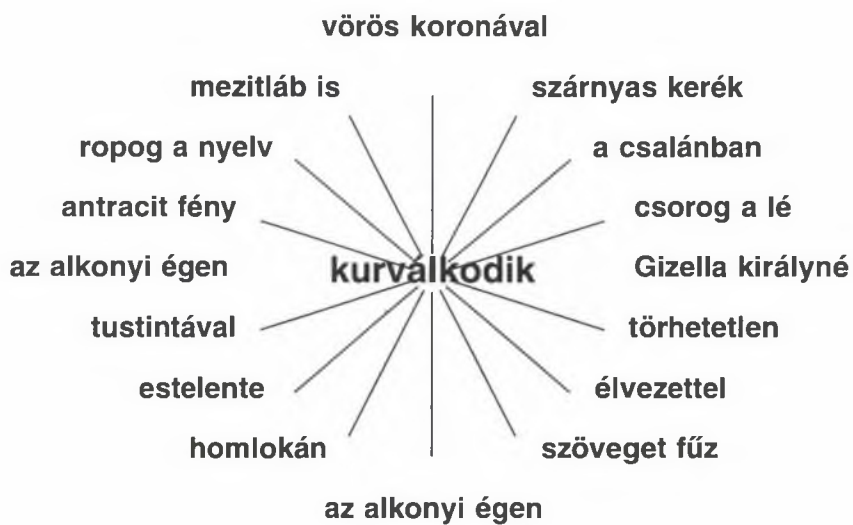 vörös koronával
mezitláb is szárnyas kerék
ropog a nyelv a csalánban
antracit fény csorog a lé
az alkonyi égen kurválkodik Gizella királyné
tustintával törhetetlen
estelente élvezettel
homlokán szöveget fűz
az alkonyi égen